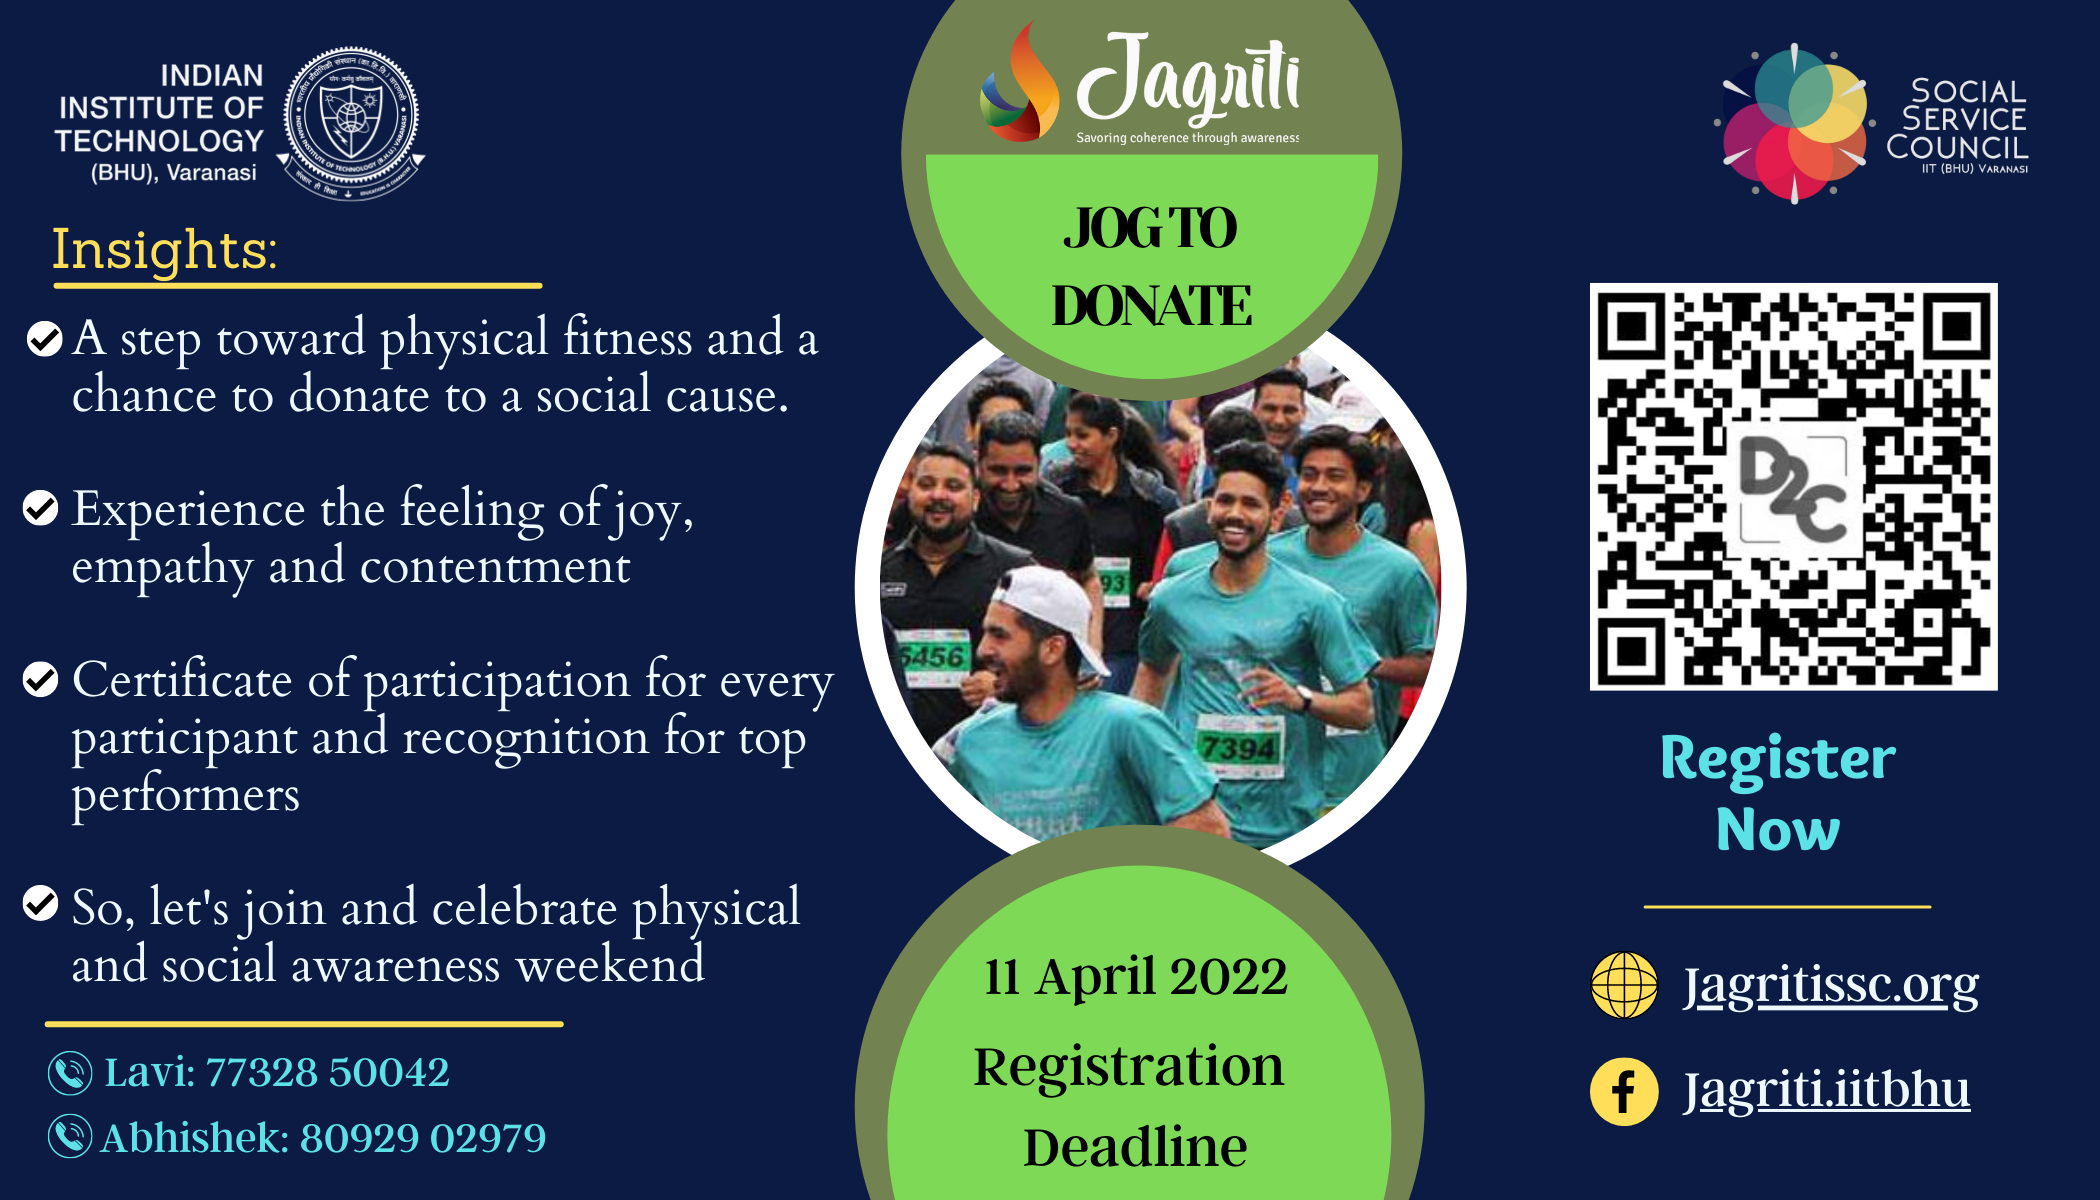 INDIAN
INSTITUTE OF
TECHNOLOGY
(BHU), Varanasi
Jagriti
Savoring coherence through awareness
SOCIAL
SERVICE
COUNCIL
IIT (BHU) VARANASI
JOG TO
DONATE
Insights:
A step toward physical fitness and a
chance to donate to a social cause.
Experience the feeling of joy,
empathy and contentment
Certificate of participation for every
participant and recognition for top
performers
So, let's join and celebrate physical
and social awareness weekend
Lavi: 77328 50042
Abhishek: 80929 02979
931
5456
7394
11 April 2022
Registration
Deadline
D2C
Register
Now
Jagritissc.org
Jagriti.iitbhu